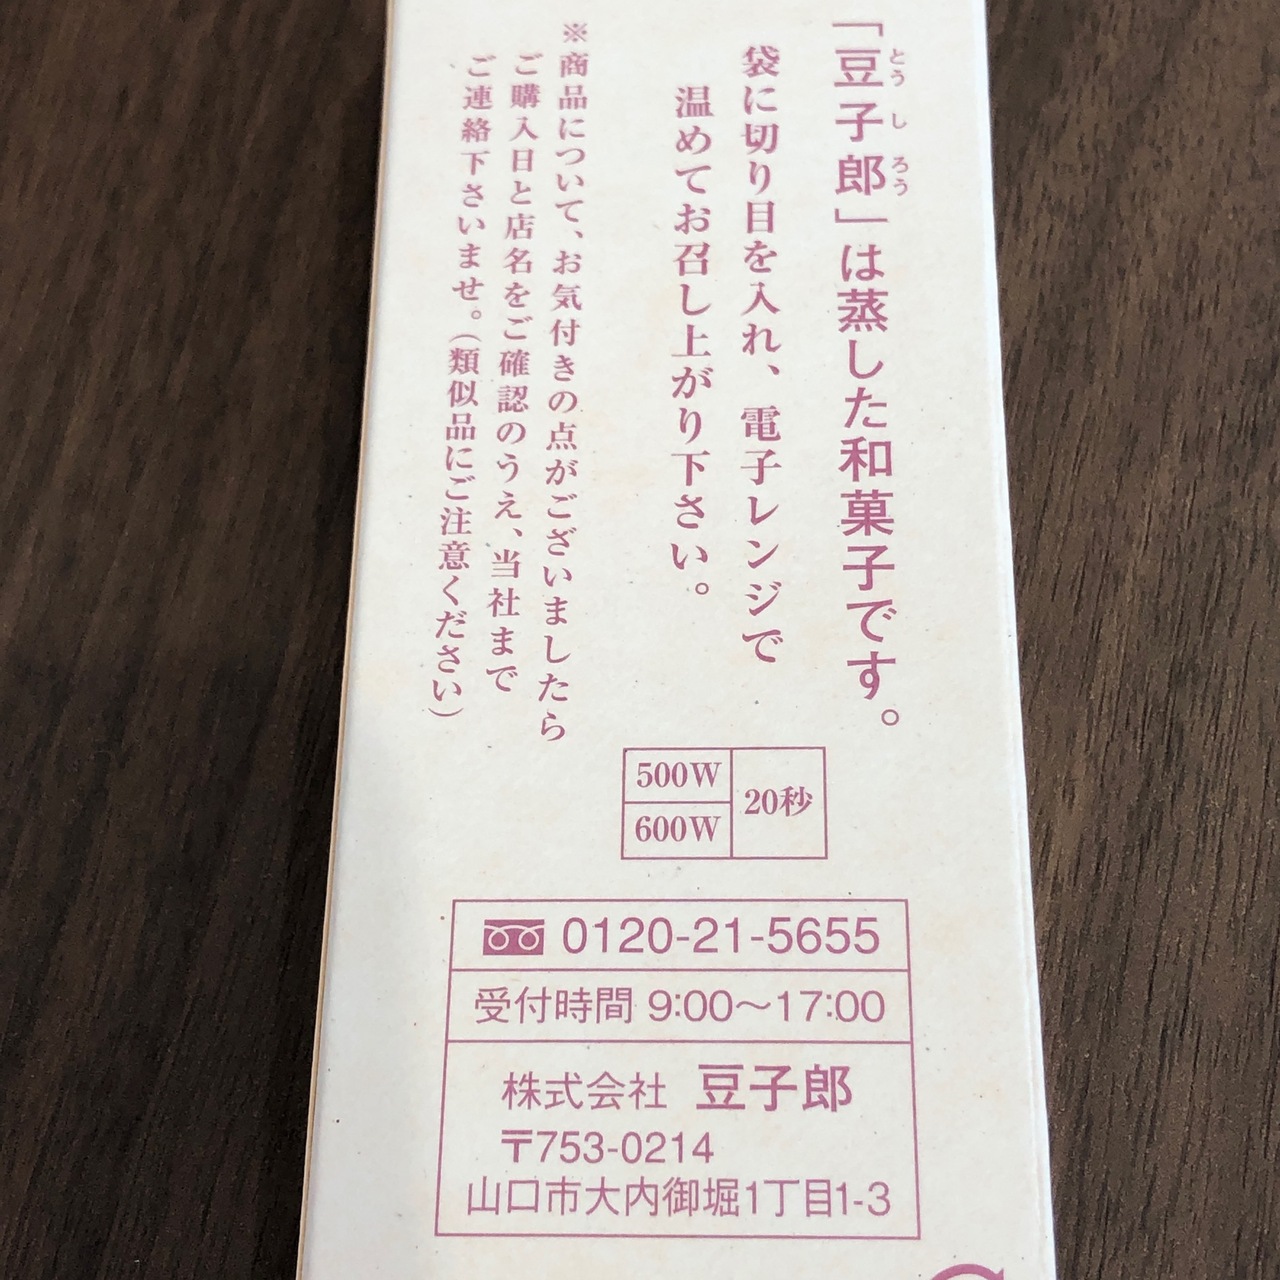 「豆子郎」は蒸した和菓子です。
とうしろう
袋に切り目を入れ、電子レンジで
温めてお召し上がり下さい。
※商品について、お気付きの点がございましたら
ご購入日と店名をご確認のうえ、当社まで
ご連絡下さいませ。（類似品にご注意ください）
500W
600W
20秒
0120-21-5655
受付時間 9:00〜17:00
株式会社 豆子郎
〒753-0214
山口市大内御堀1丁目1-3